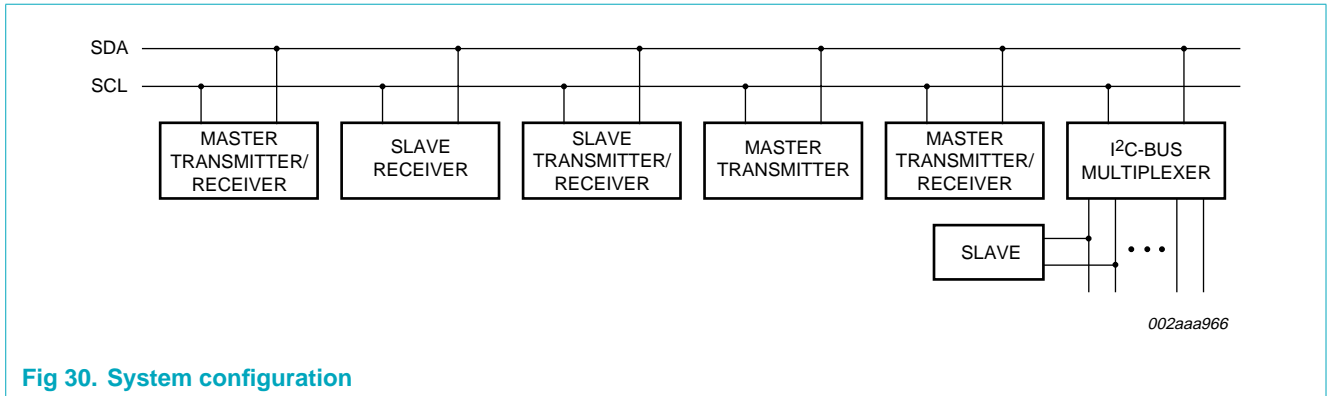 SDA
SCL
MASTER
TRANSMITTER/
RECEIVER
SLAVE
RECEIVER
SLAVE
TRANSMITTER/
RECEIVER
MASTER
TRANSMITTER
MASTER
TRANSMITTER/
RECEIVER
I²C-BUS
MULTIPLEXER
SLAVE
002aaa966
Fig 30. System configuration